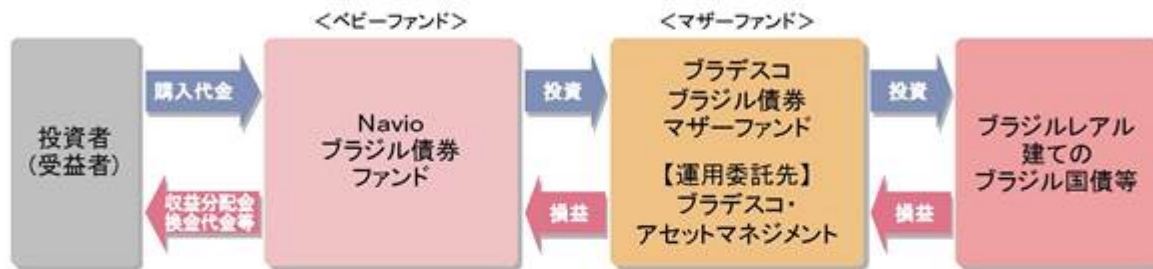 <ベビーファンド>
<マザーファンド>
投資者
(受益者)
購入代金
収益分配金
換金代金等
Navio
ブラジル債券
ファンド
投資
損益
ブラデスコ
ブラジル債券
マザーファンド
【運用委託先】
ブラデスコ・
アセットマネジメント
投資
損益
ブラジルレアル
建ての
ブラジル国債等